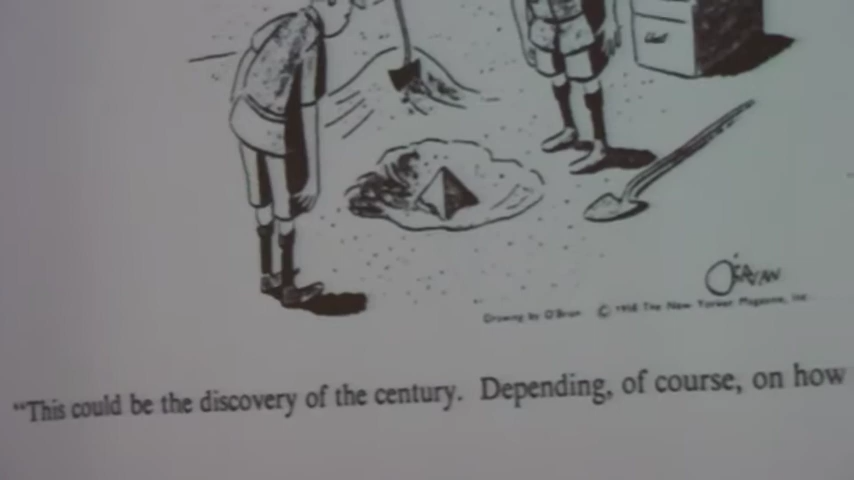 O'BRIAN
Drawing by O'Brian © 1958 The New Yorker Magazine, Inc.
"This could be the discovery of the century. Depending, of course, on how